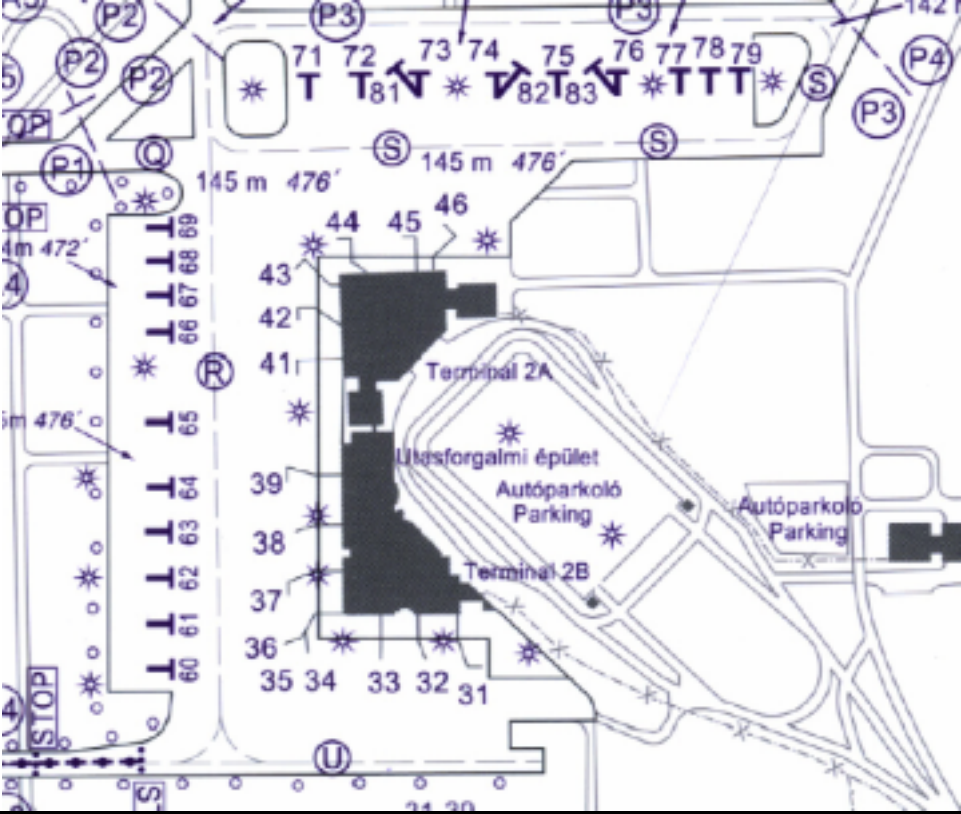 P2
P3
P3
142
P2
P2
P4
71 72 73 74 75 76 77 78 79
81 82 83
S
P3
OP
P1
Q
S
S
145 m 476´
145 m 476´
OP
4m 472´
4
69
68
67
66
65
64
63
62
61
60
R
m 476´
44 45 46
43
42
41
39
38
37
36
35 34 33 32 31
Terminál 2A
Utasforgalmi épület
Autóparkoló
Parking
Autóparkoló
Parking
Terminál 2B
4
STOP
U
S